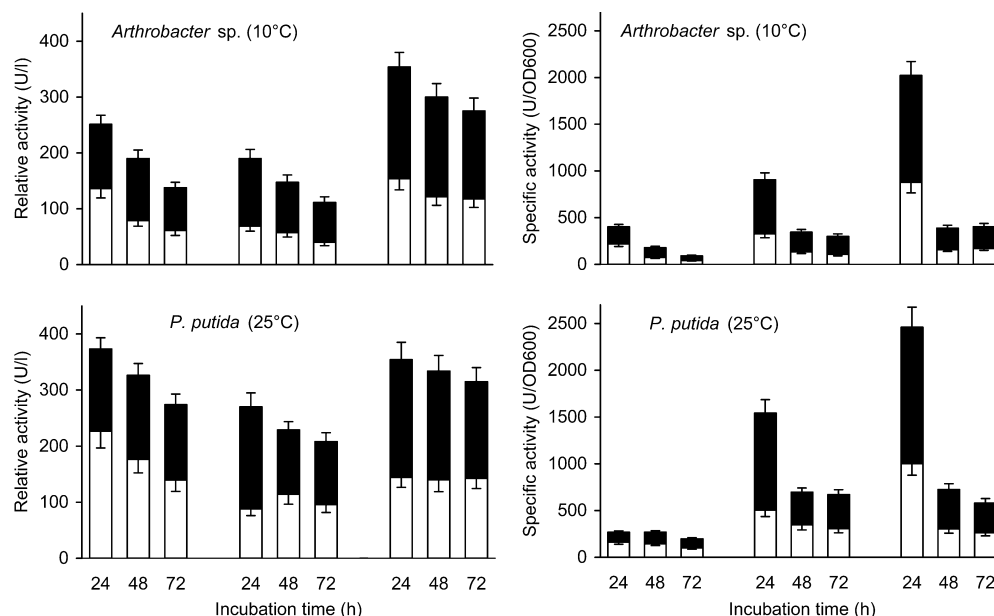 Arthrobacter sp. (10°C)
Relative activity (U/l)
400
300
200
100
0
Arthrobacter sp. (10°C)
Specific activity (U/OD600)
2500
2000
1500
1000
500
0
P. putida (25°C)
Relative activity (U/l)
400
300
200
100
0
24 48 72 24 48 72 24 48 72
Incubation time (h)
P. putida (25°C)
Specific activity (U/OD600)
2500
2000
1500
1000
500
0
24 48 72 24 48 72 24 48 72
Incubation time (h)